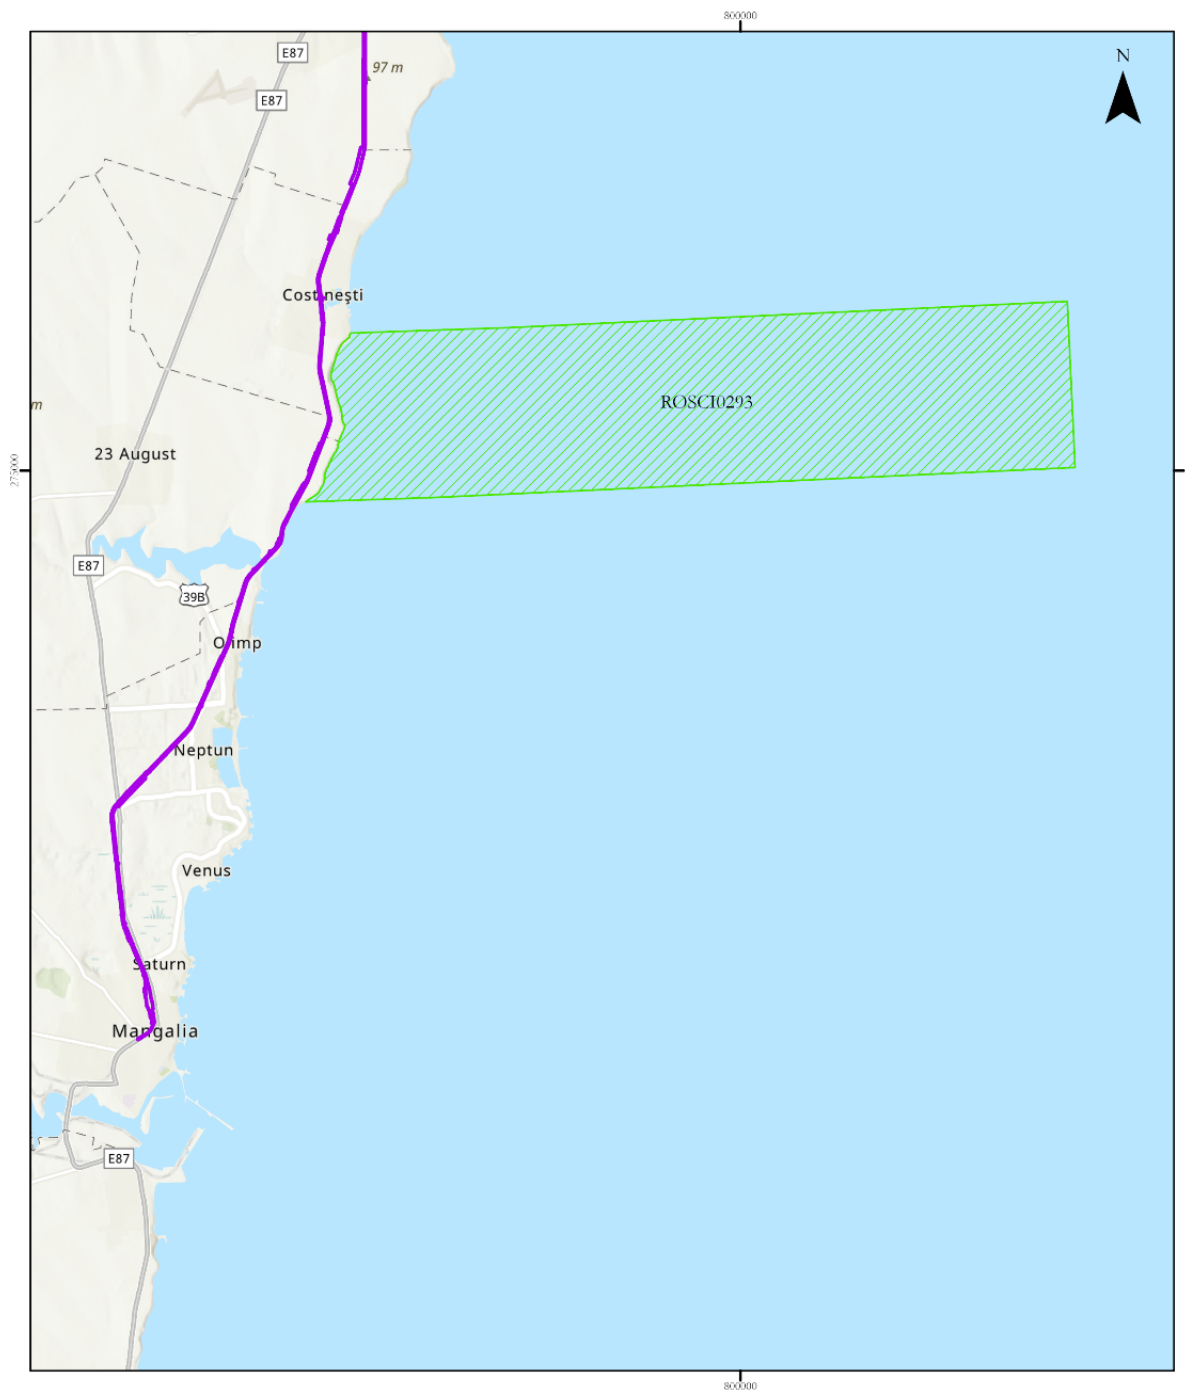 800000
E87
97 m
N
E87
Costinești
ROSCI0293
m
23 August
275000
E87
39B
Olimp
Neptun
Venus
Saturn
Mangalia
E87
800000